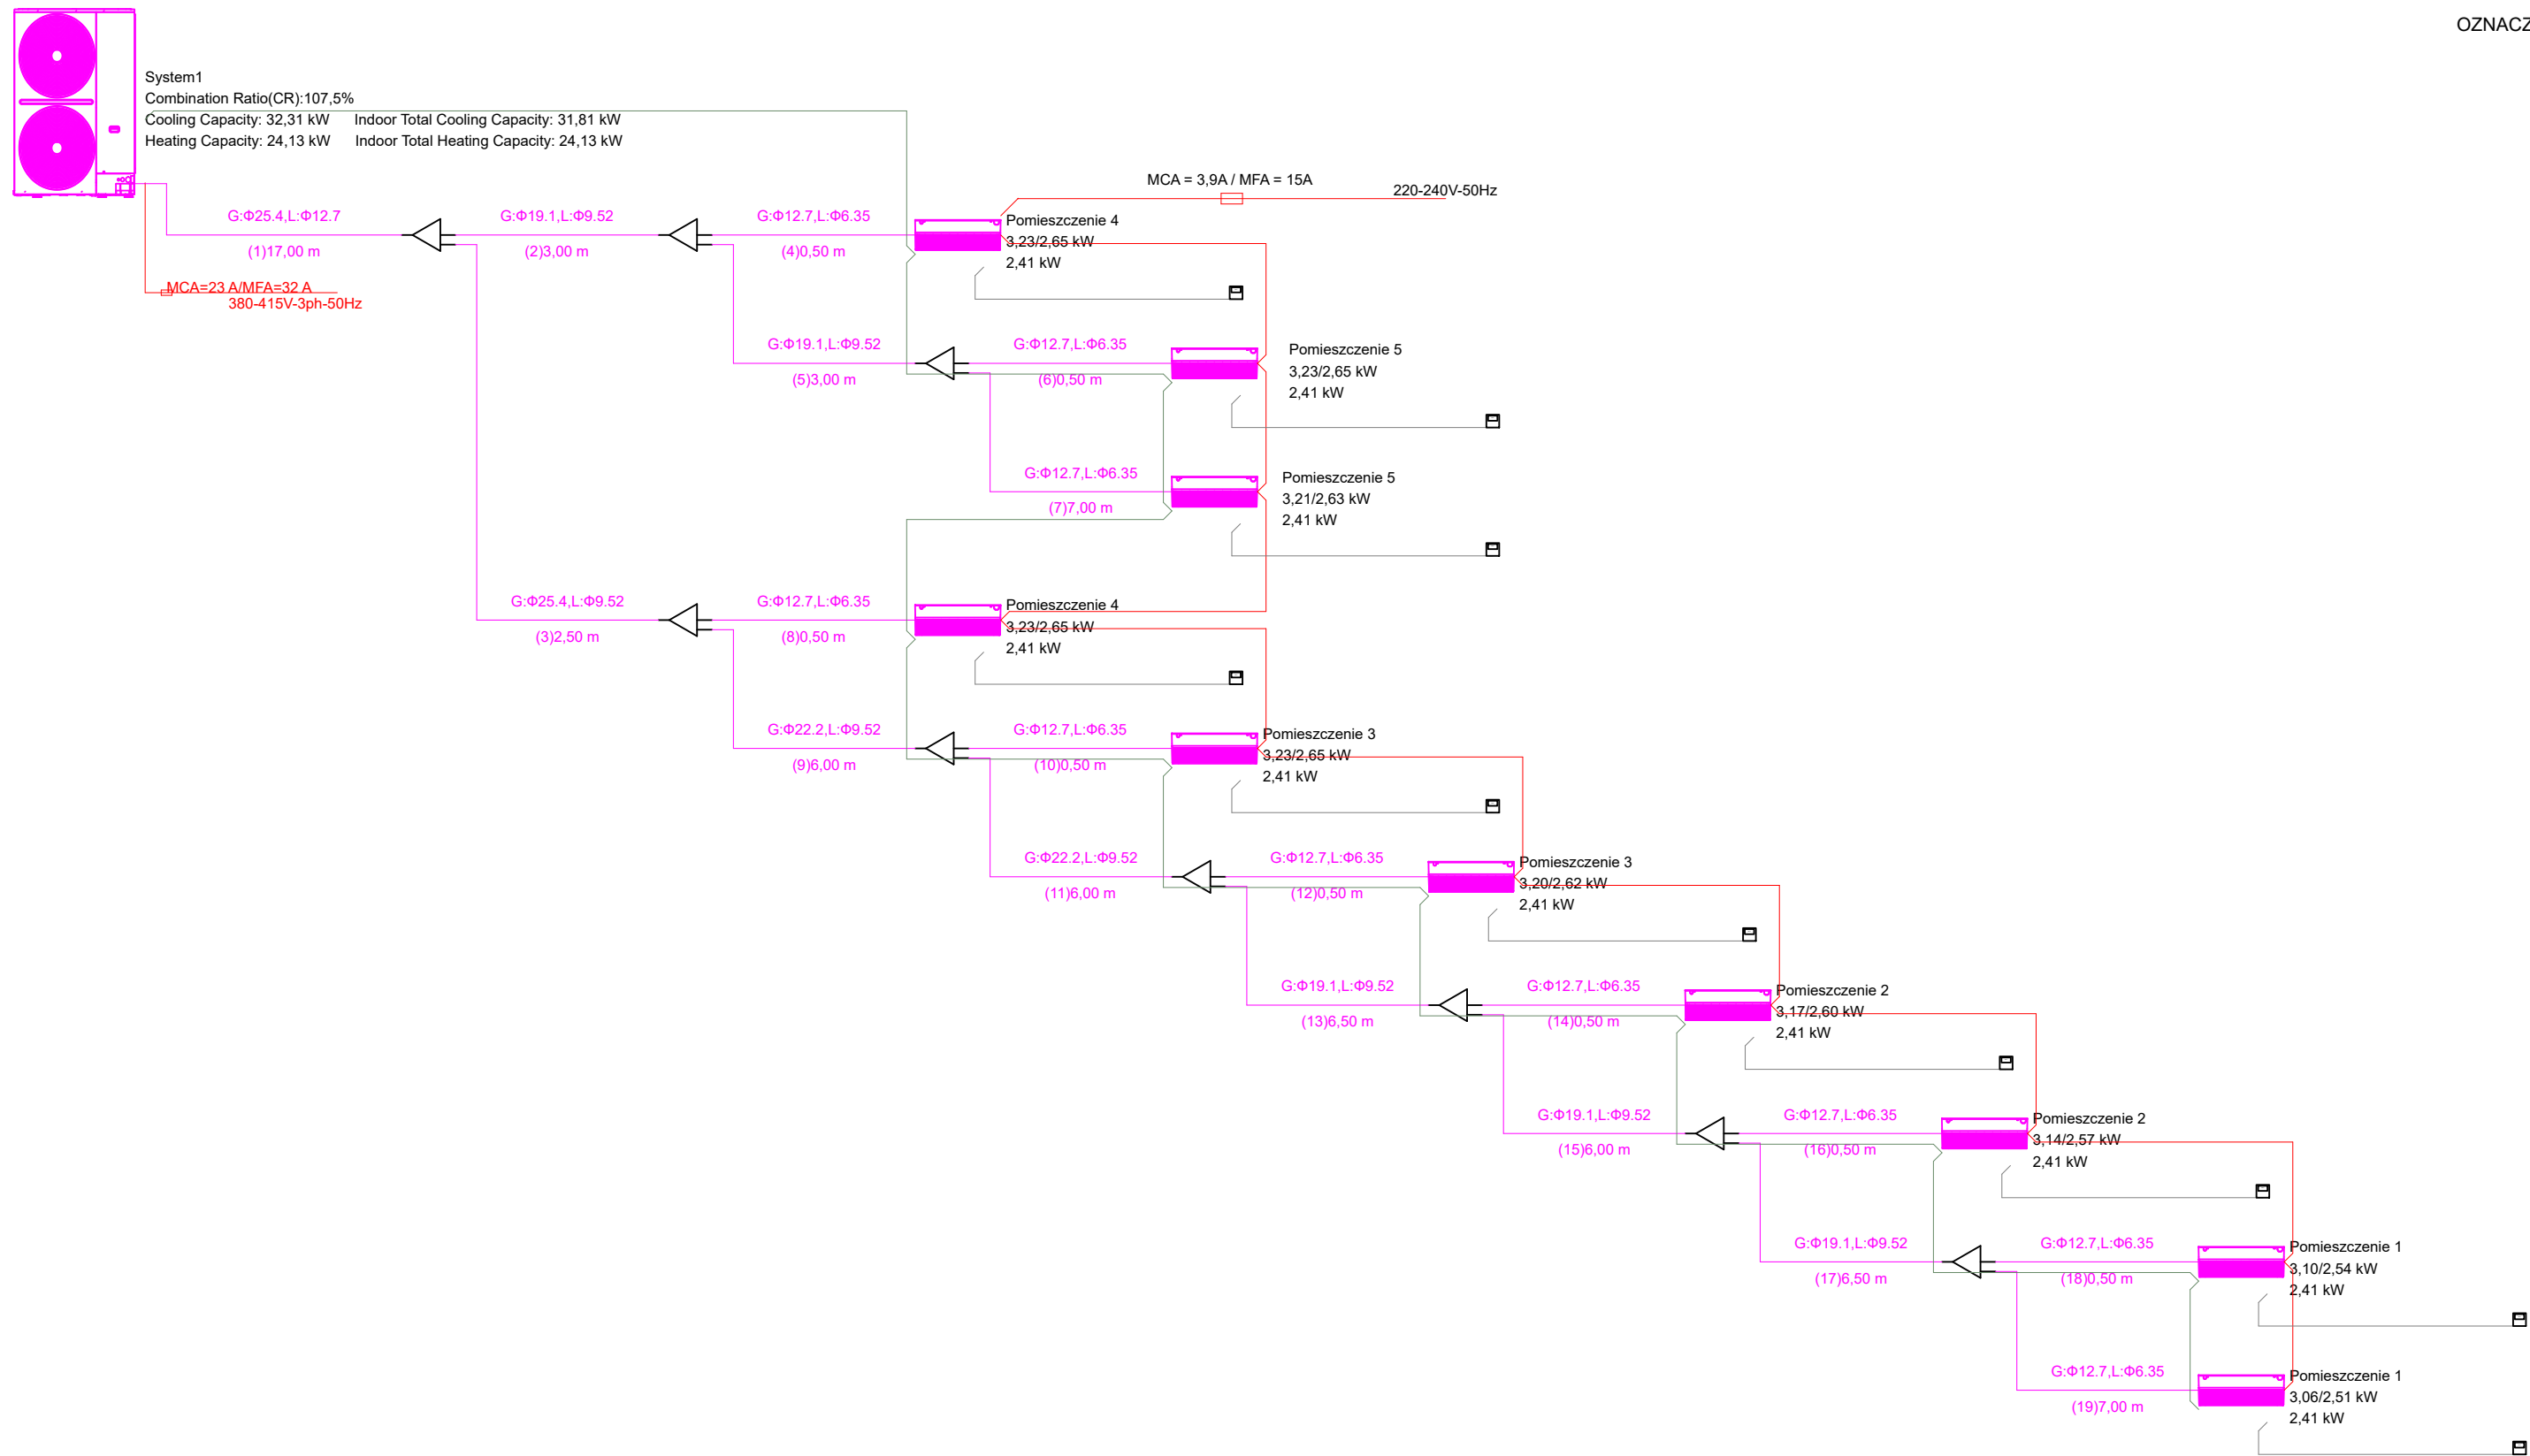 OZNACZ
System1
Combination Ratio(CR):107,5%
Cooling Capacity: 32,31 kW Indoor Total Cooling Capacity: 31,81 kW
Heating Capacity: 24,13 kW Indoor Total Heating Capacity: 24,13 kW
MCA = 3,9A / MFA = 15A
220-240V-50Hz
G:Φ25.4,L:Φ12.7
(1)17,00 m
G:Φ19.1,L:Φ9.52
(2)3,00 m
G:Φ12.7,L:Φ6.35
(4)0,50 m
Pomieszczenie 4
3,23/2,65 kW
2,41 kW
MCA=23 A/MFA=32 A
380-415V-3ph-50Hz
G:Φ19.1,L:Φ9.52
(5)3,00 m
G:Φ12.7,L:Φ6.35
(6)0,50 m
Pomieszczenie 5
3,23/2,65 kW
2,41 kW
G:Φ12.7,L:Φ6.35
(7)7,00 m
Pomieszczenie 5
3,21/2,63 kW
2,41 kW
G:Φ25.4,L:Φ9.52
(3)2,50 m
G:Φ12.7,L:Φ6.35
(8)0,50 m
Pomieszczenie 4
3,23/2,65 kW
2,41 kW
G:Φ22.2,L:Φ9.52
(9)6,00 m
G:Φ12.7,L:Φ6.35
(10)0,50 m
Pomieszczenie 3
3,23/2,65 kW
2,41 kW
G:Φ22.2,L:Φ9.52
(11)6,00 m
G:Φ12.7,L:Φ6.35
(12)0,50 m
Pomieszczenie 3
3,20/2,62 kW
2,41 kW
G:Φ19.1,L:Φ9.52
(13)6,50 m
G:Φ12.7,L:Φ6.35
(14)0,50 m
Pomieszczenie 2
3,17/2,60 kW
2,41 kW
G:Φ19.1,L:Φ9.52
(15)6,00 m
G:Φ12.7,L:Φ6.35
(16)0,50 m
Pomieszczenie 2
3,14/2,57 kW
2,41 kW
G:Φ19.1,L:Φ9.52
(17)6,50 m
G:Φ12.7,L:Φ6.35
(18)0,50 m
Pomieszczenie 1
3,10/2,54 kW
2,41 kW
G:Φ12.7,L:Φ6.35
(19)7,00 m
Pomieszczenie 1
3,06/2,51 kW
2,41 kW